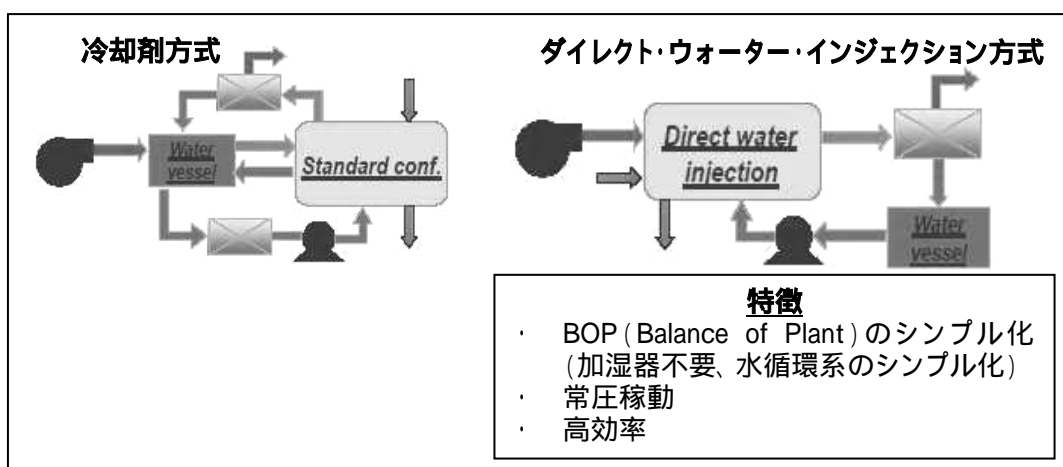 冷却剤方式
Water
vessel
Standard conf.
ダイレクト・ウォーター・インジェクション方式
Direct water
injection
Water
vessel
特徴
・ BOP(Balance of Plant)のシンプル化
(加湿器不要、水循環系のシンプル化)
・ 常圧稼動
・ 高効率